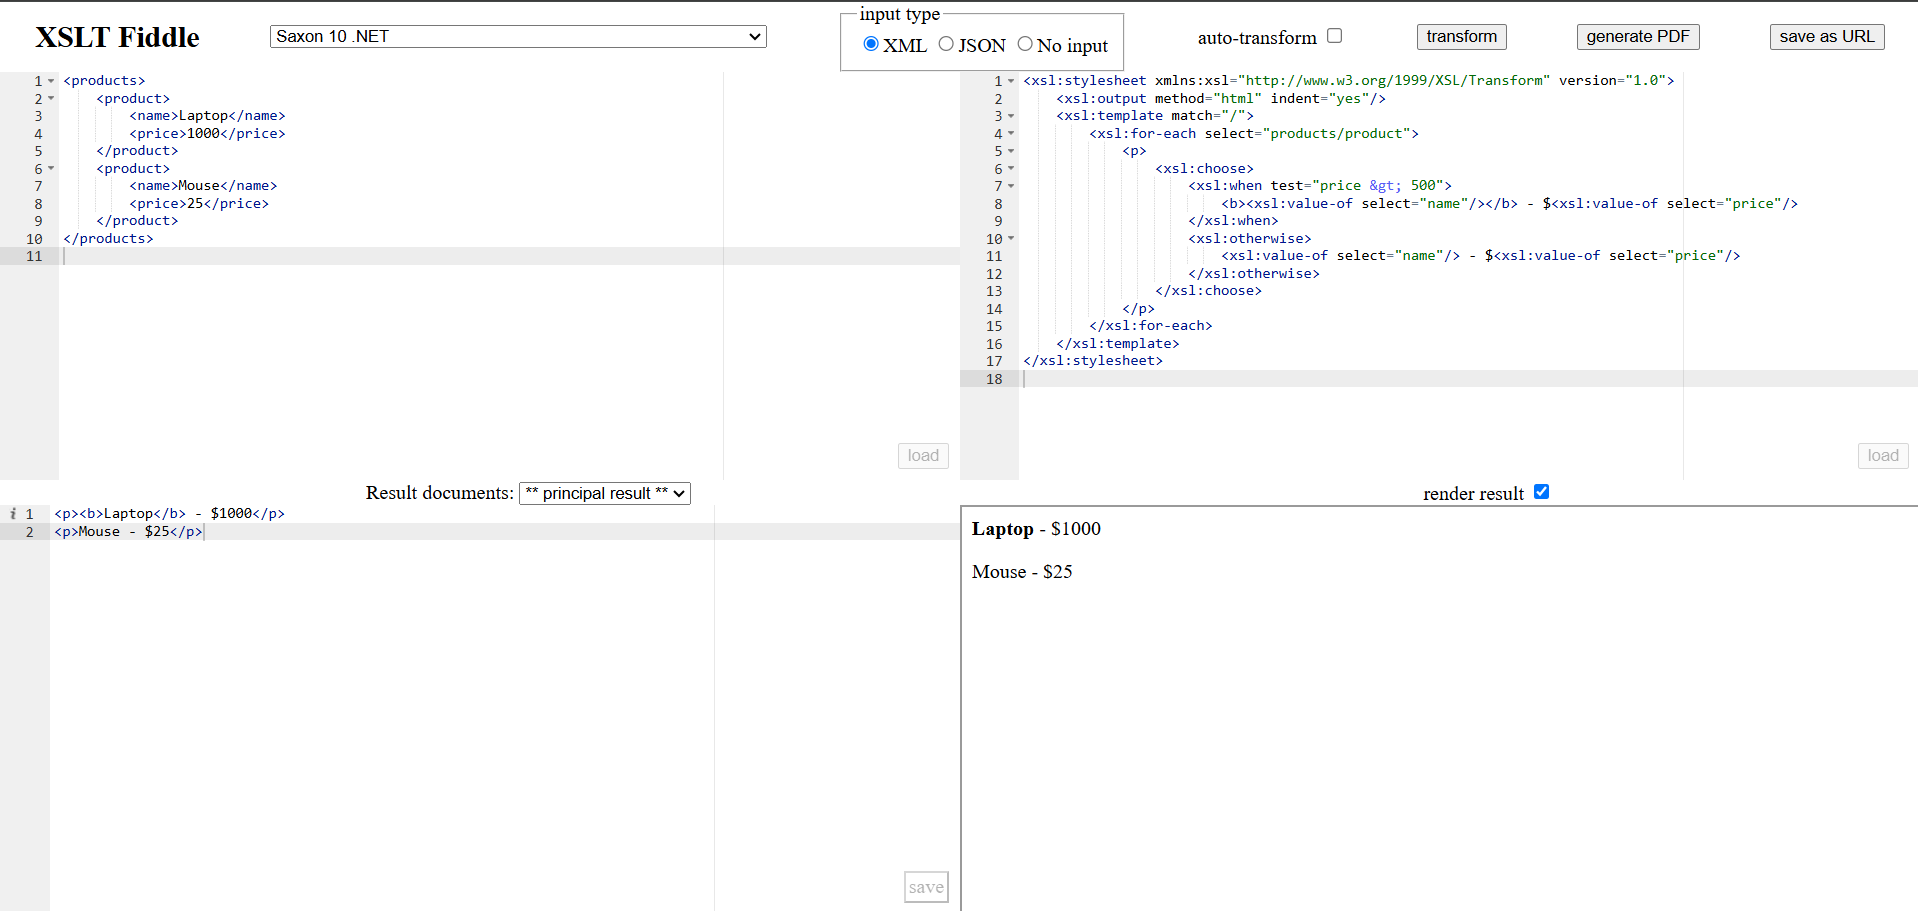 XSLT Fiddle
Saxon 10 .NET
input type
XML JSON No input
auto-transform
transform
generate PDF
save as URL
1 <products>
2 <product>
3 <name>Laptop</name>
4 <price>1000</price>
5 </product>
6 <product>
7 <name>Mouse</name>
8 <price>25</price>
9 </product>
10 </products>
11
load
1 <xsl:stylesheet xmlns:xsl="http://www.w3.org/1999/XSL/Transform" version="1.0">
2 <xsl:output method="html" indent="yes"/>
3 <xsl:template match="/">
4 <xsl:for-each select="products/product">
5 <p>
6 <xsl:choose>
7 <xsl:when test="price &gt; 500">
8 <b><xsl:value-of select="name"/></b> - $<xsl:value-of select="price"/>
9 </xsl:when>
10 <xsl:otherwise>
11 <xsl:value-of select="name"/> - $<xsl:value-of select="price"/>
12 </xsl:otherwise>
13 </xsl:choose>
14 </p>
15 </xsl:for-each>
16 </xsl:template>
17 </xsl:stylesheet>
18
load
Result documents: ** principal result **
render result
i 1 <p><b>Laptop</b> - $1000</p>
2 <p>Mouse - $25</p>
save
Laptop - $1000
Mouse - $25